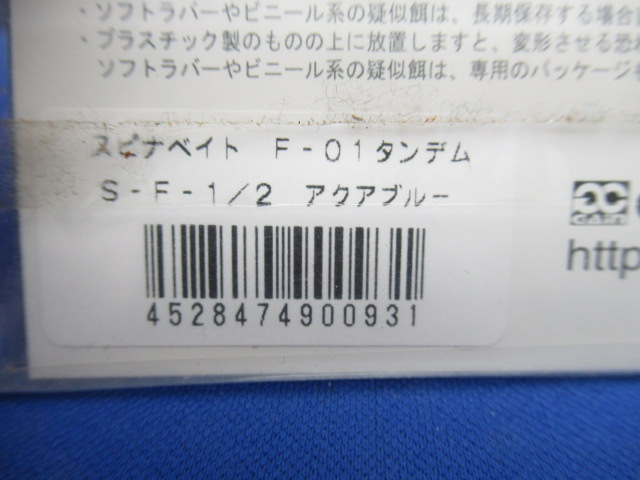 ソフトラバーやビニール系の疑似餌は、長期保存する場合
・プラスチック製のものの上に放置しますと、変形させる恐
ソフトラバーやビニール系の疑似餌は、専用のパッケージ
スピナベイト F-01タンデム
S-F-1/2 アクアブルー
http
4528474900931